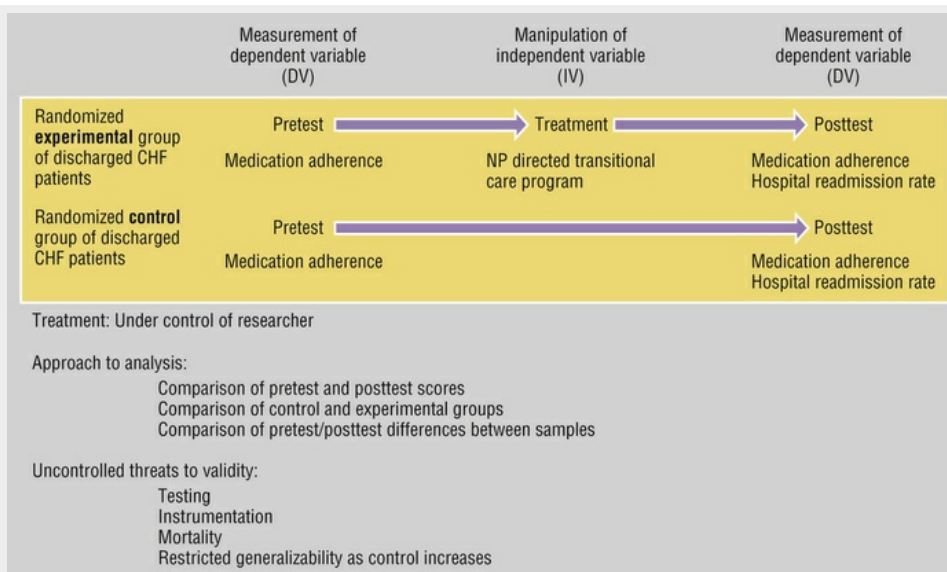 Measurement of dependent variable (DV)
Manipulation of independent variable (IV)
Measurement of dependent variable (DV)
Randomized experimental group of discharged CHF patients
Pretest
Treatment
Posttest
Medication adherence
NP directed transitional care program
Medication adherence
Hospital readmission rate
Randomized control group of discharged CHF patients
Pretest
Posttest
Medication adherence
Medication adherence
Hospital readmission rate
Treatment: Under control of researcher
Approach to analysis:
Comparison of pretest and posttest scores
Comparison of control and experimental groups
Comparison of pretest/posttest differences between samples
Uncontrolled threats to validity:
Testing
Instrumentation
Mortality
Restricted generalizability as control increases